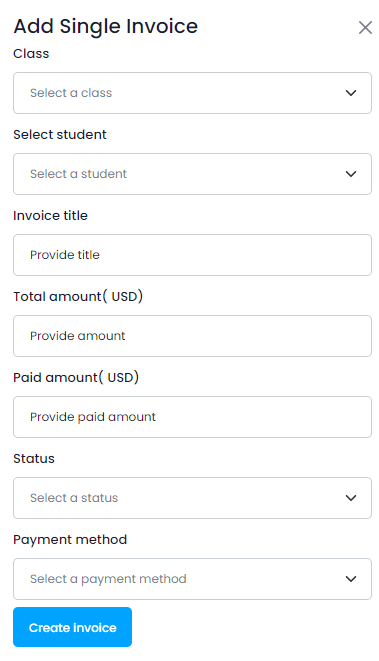 Add Single Invoice
Class
Select a class
Select student
Select a student
Invoice title
Provide title
Total amount( USD)
Provide amount
Paid amount( USD)
Provide paid amount
Status
Select a status
Payment method
Select a payment method
Create invoice